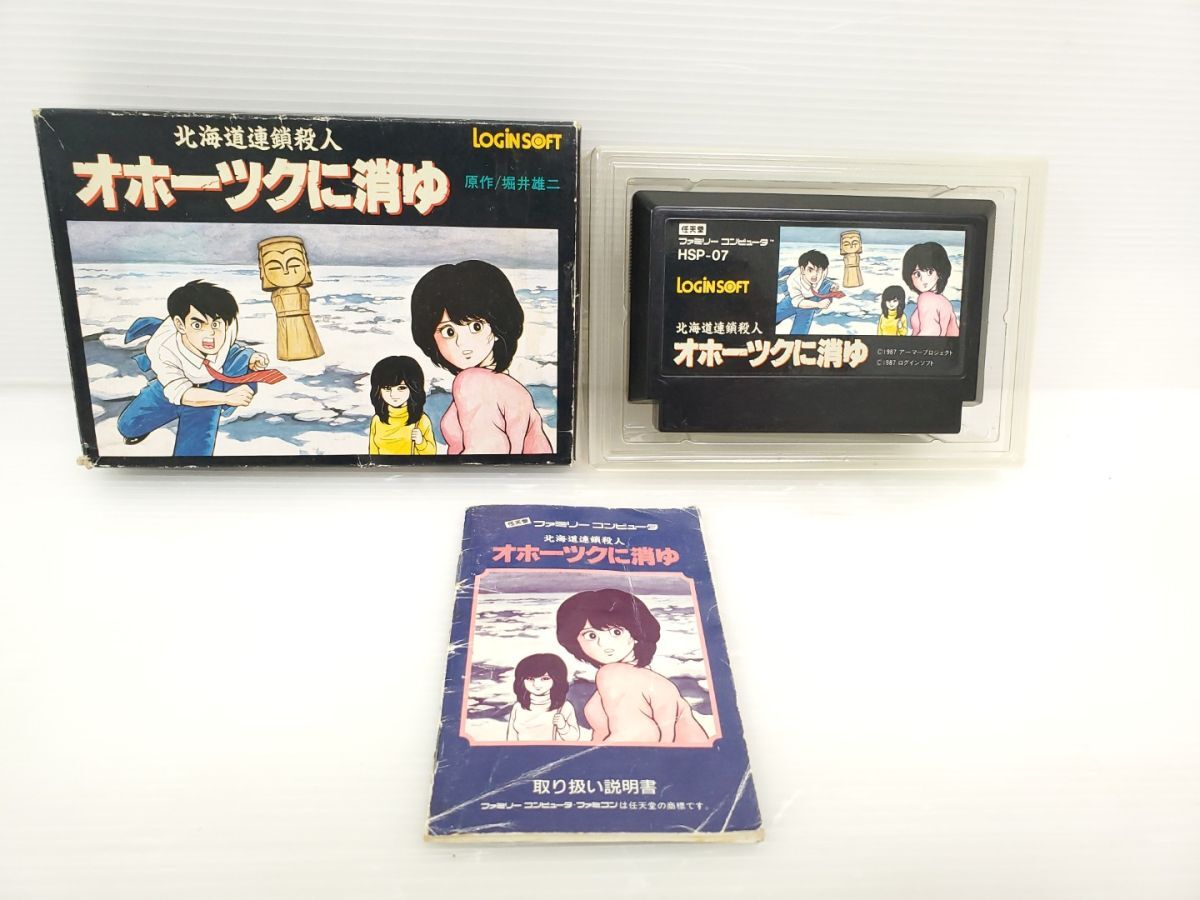 北海道連鎖殺人
LOGiN SOFT
オホーツクに消ゆ
原作/堀井雄二
任天堂
ファミリー コンピュータ™
HSP-07
LOGiN SOFT
北海道連鎖殺人
オホーツクに消ゆ
©1987 アーマープロジェクト
©1987 ログインソフト
任天堂 ファミリー コンピュータ
北海道連鎖殺人
オホーツクに消ゆ
取り扱い説明書
ファミリー コンピュータ・ファミコンは任天堂の商標です。